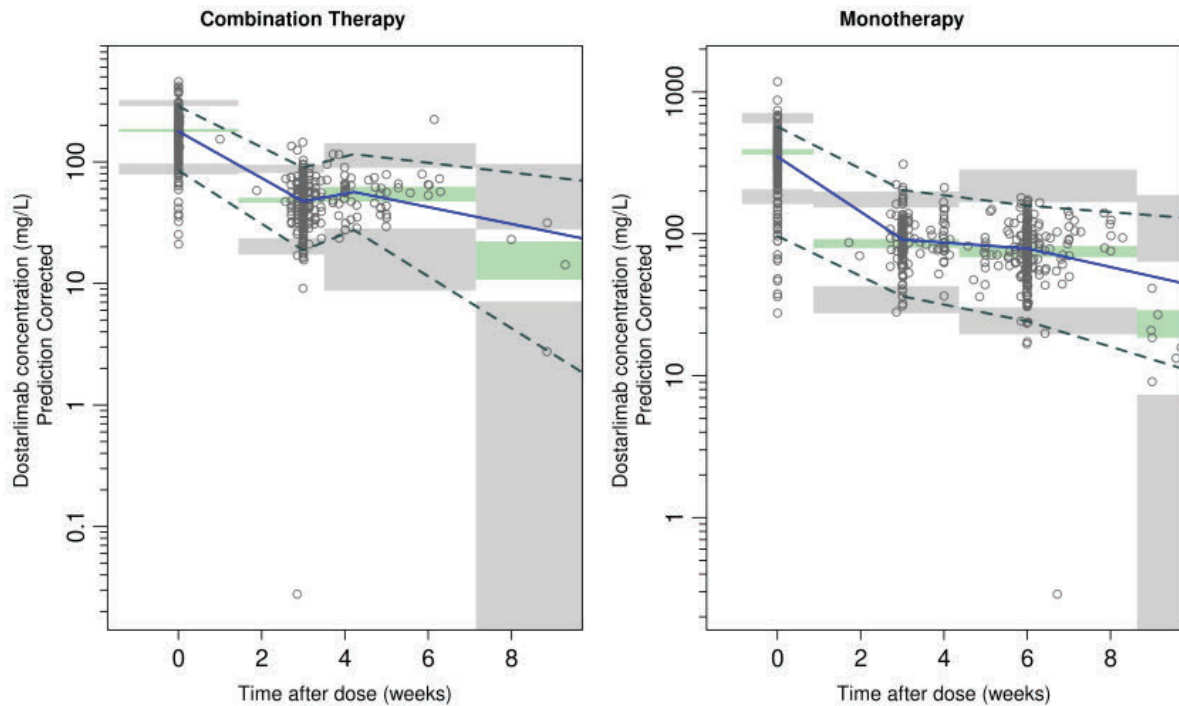 Combination Therapy
Dostarlimab concentration (mg/L)
Prediction Corrected
100
10
1
0.1
0 2 4 6 8
Time after dose (weeks)
Monotherapy
Dostarlimab concentration (mg/L)
Prediction Corrected
1000
100
10
1
0 2 4 6 8
Time after dose (weeks)